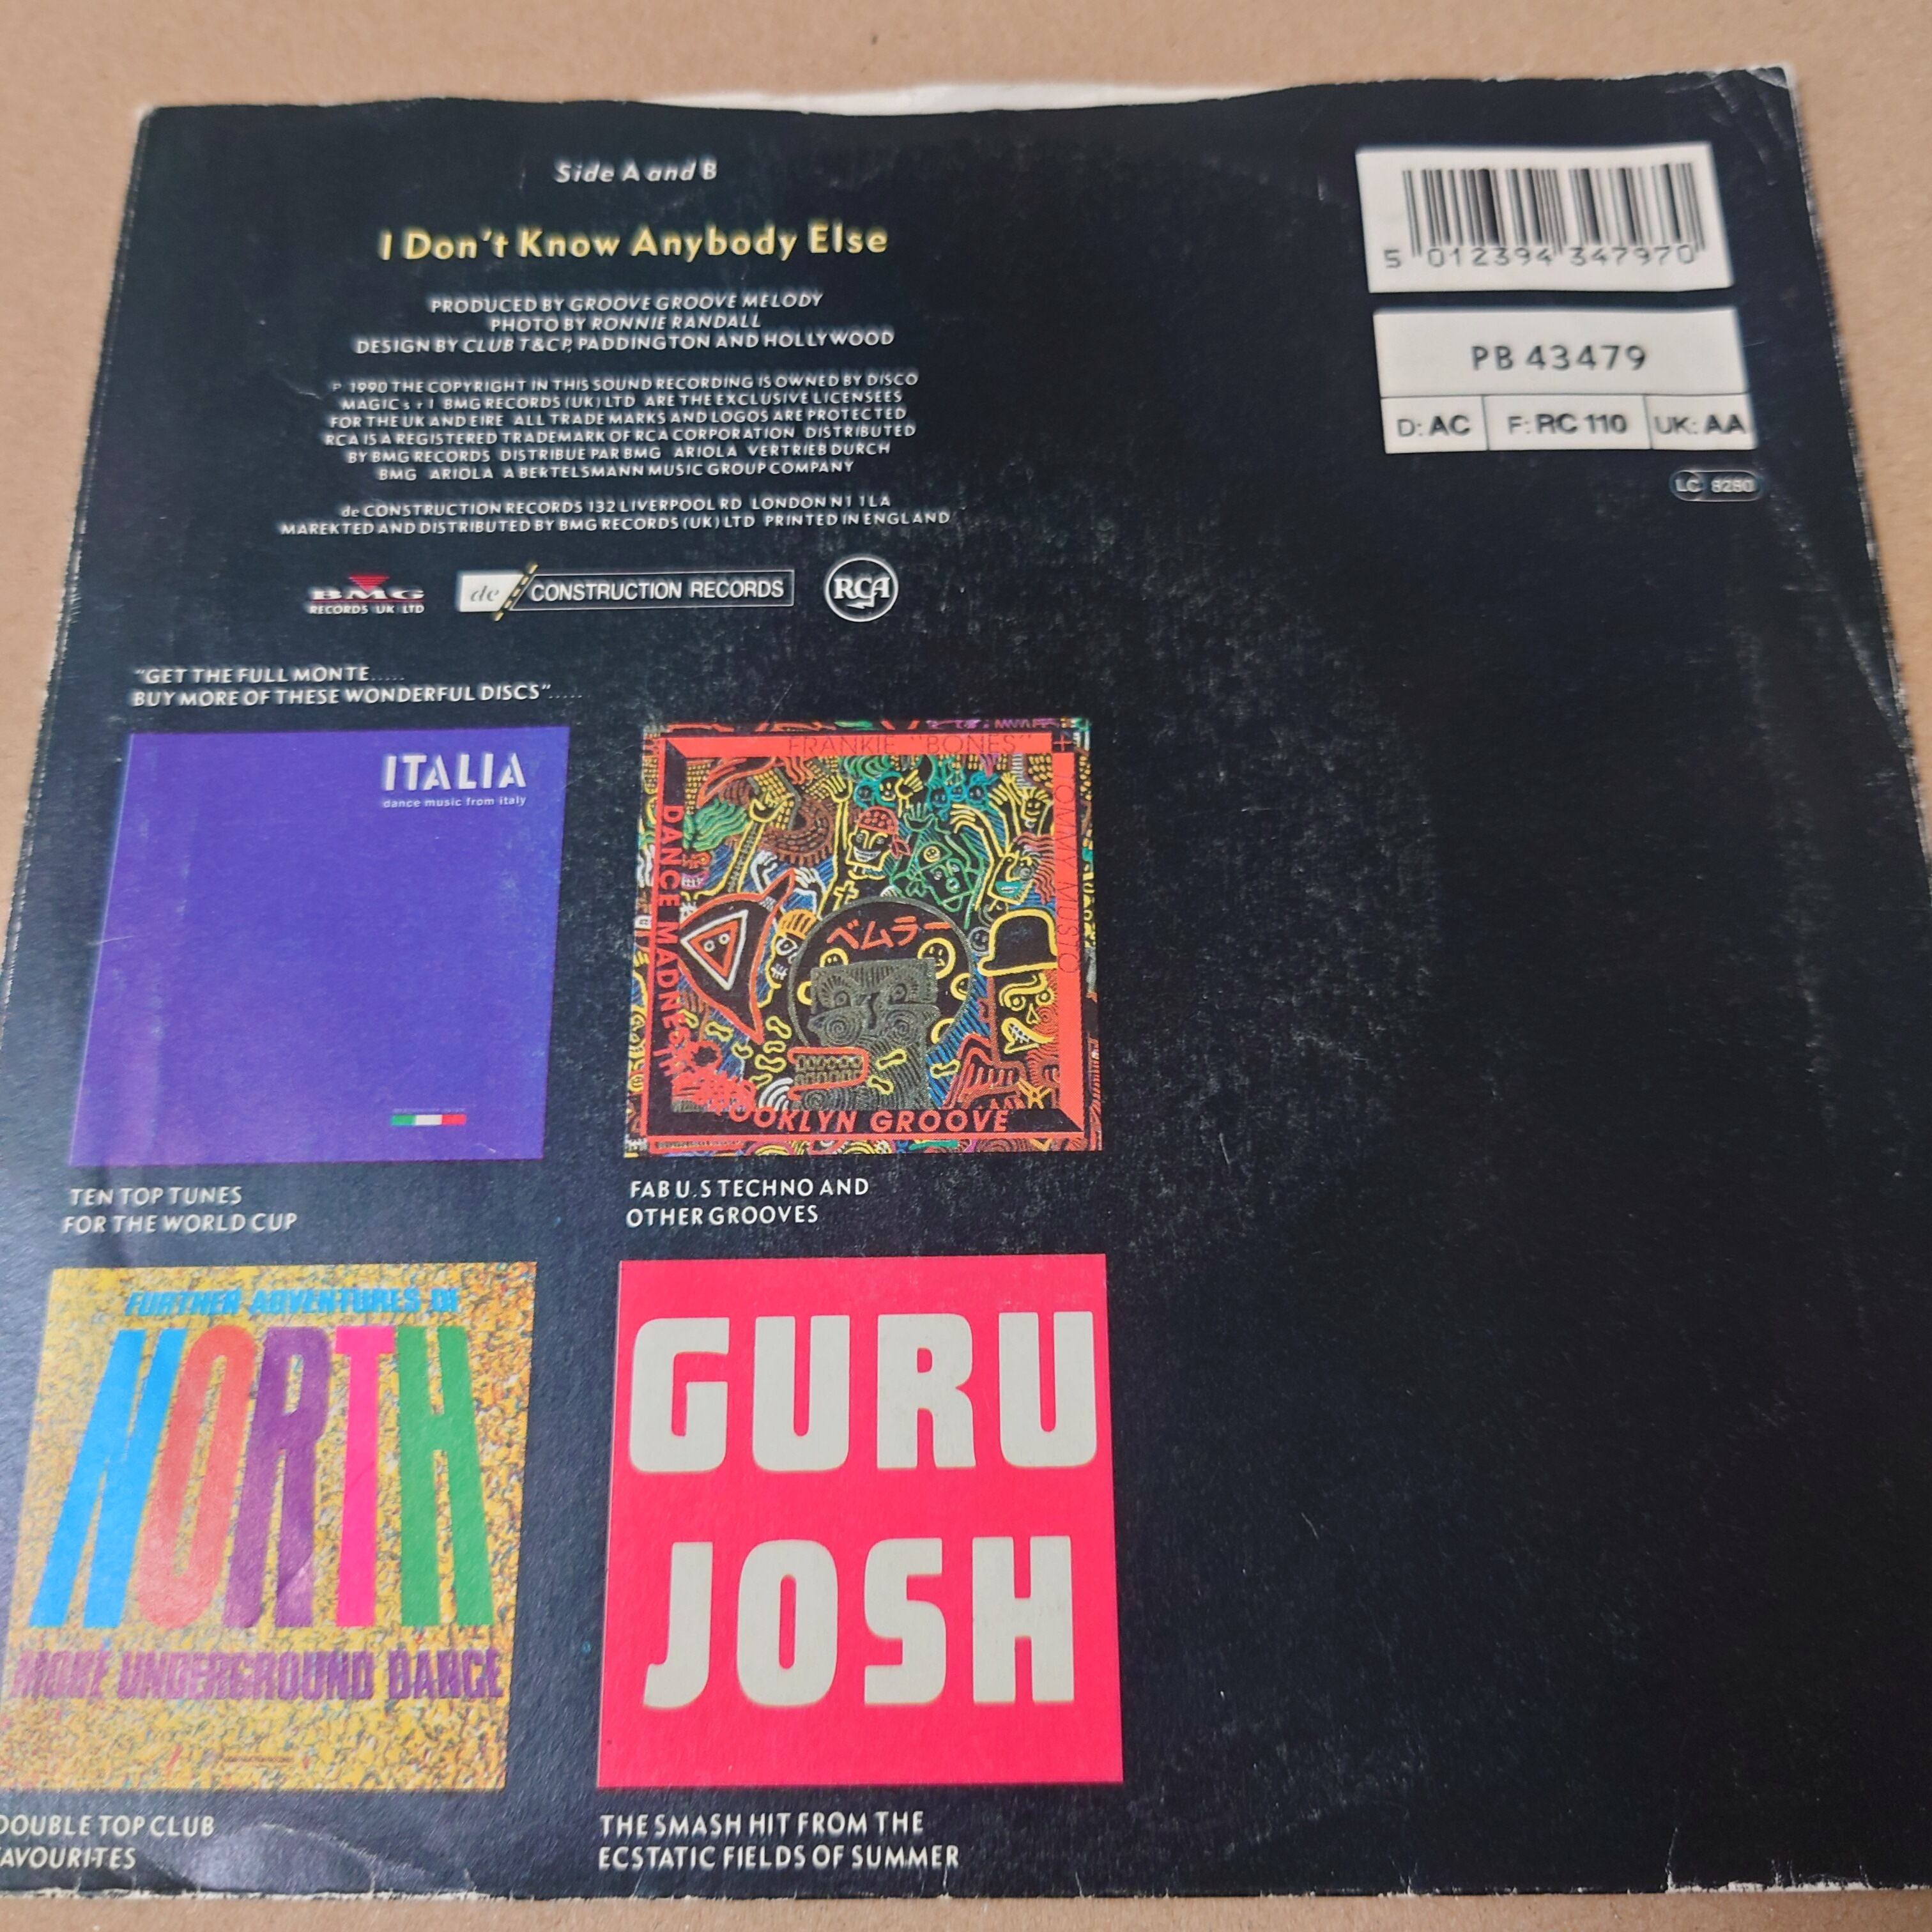 Side A and B
I Don't Know Anybody Else
PRODUCED BY GROOVE GROOVE MELODY
PHOTO BY RONNIE RANDALL
DESIGN BY CLUB T&CP, PADDINGTON AND HOLLYWOOD
℗ 1990 THE COPYRIGHT IN THIS SOUND RECORDING IS OWNED BY DISCO
MAGIC s r l BMG RECORDS (UK) LTD ARE THE EXCLUSIVE LICENSEES
FOR THE UK AND EIRE ALL TRADE MARKS AND LOGOS ARE PROTECTED
RCA IS A REGISTERED TRADEMARK OF RCA CORPORATION DISTRIBUTED
BY BMG RECORDS DISTRIBUE PAR BMG ARIOLA VERTRIEB DURCH
BMG ARIOLA A BERTELSMANN MUSIC GROUP COMPANY
de CONSTRUCTION RECORDS 132 LIVERPOOL RD LONDON N1 1LA
MAREKTED AND DISTRIBUTED BY BMG RECORDS (UK) LTD PRINTED IN ENGLAND
BMG
RECORDS UK LTD
de CONSTRUCTION RECORDS
RCA
5 012394 347970
PB 43479
D: AC F: RC 110 UK: AA
LC 8280
"GET THE FULL MONTE.....
BUY MORE OF THESE WONDERFUL DISCS".....
ITALIA
dance music from italy
TEN TOP TUNES
FOR THE WORLD CUP
FRANKIE "BONES" +
TOMMY MUSTO
DANCE MADNESS
ベムラー
OOKLYN GROOVE
FAB U.S TECHNO AND
OTHER GROOVES
FURTHER ADVENTURES OF
NORTH
MORE UNDERGROUND DANCE
DOUBLE TOP CLUB
FAVOURITES
GURU
JOSH
THE SMASH HIT FROM THE
ECSTATIC FIELDS OF SUMMER